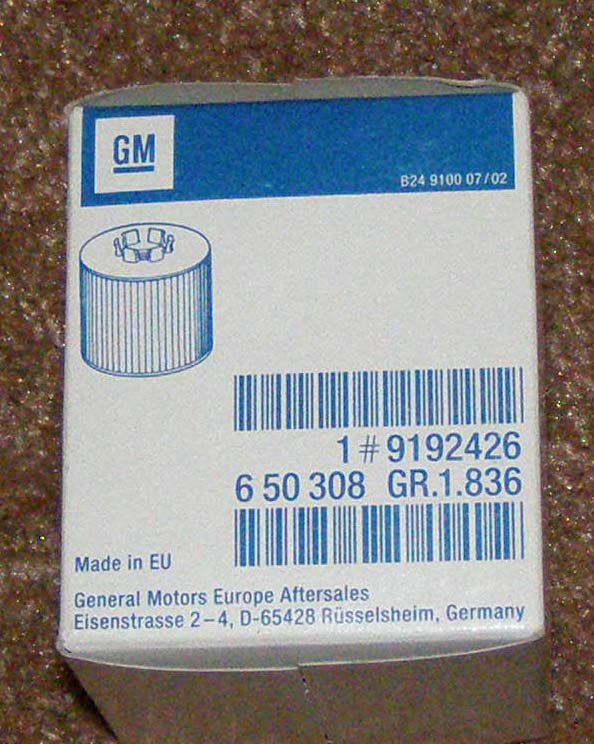 GM
B24 9100 07/02
1 # 9192426
6 50 308 GR.1.836
Made in EU
General Motors Europe Aftersales
Eisenstrasse 2–4, D-65428 Rüsselsheim, Germany